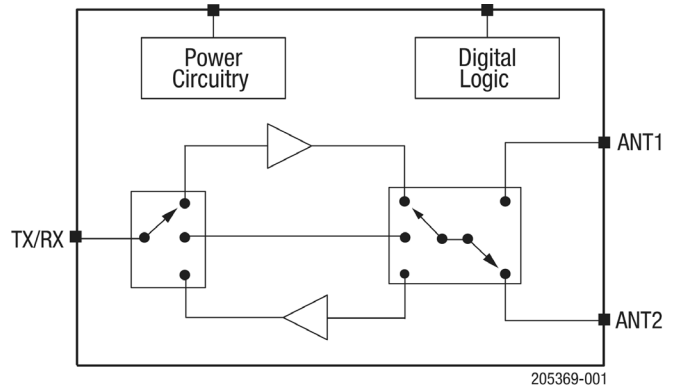 Power
Circuitry
Digital
Logic
ANT1
TX/RX
ANT2
205369-001